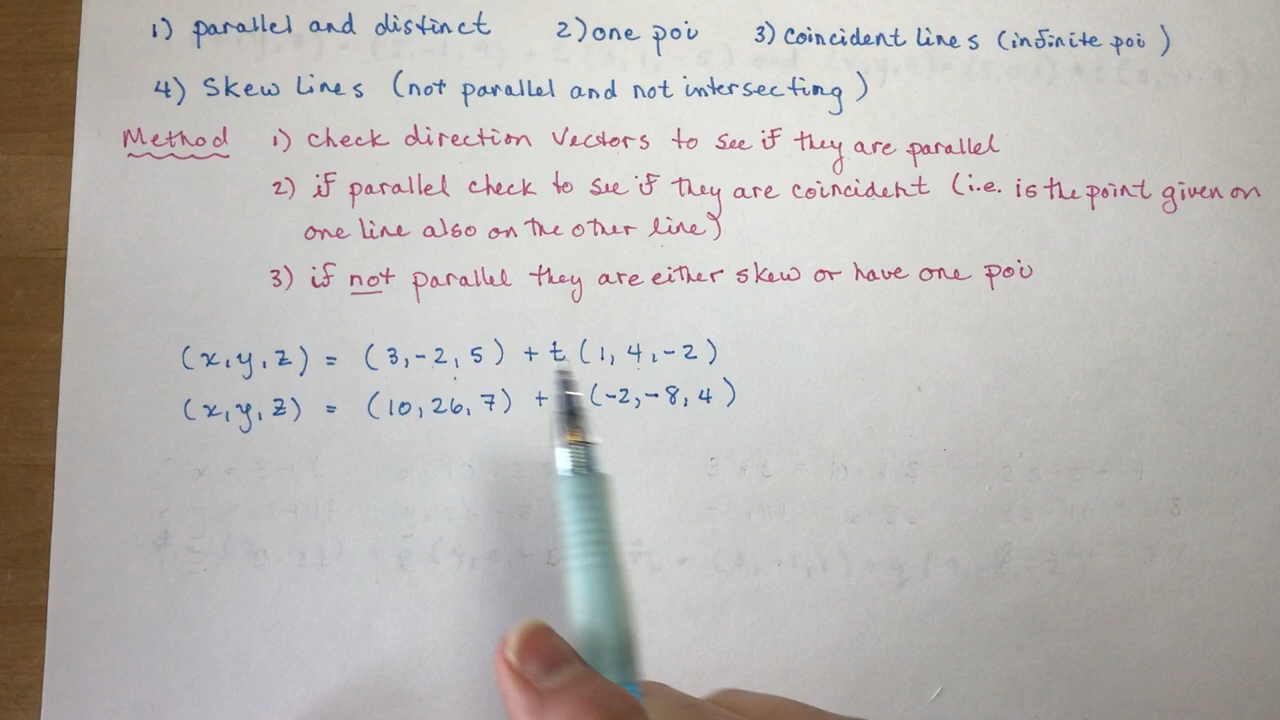 1) parallel and distinct 2) one poi 3) coincident lines (infinite poi)
4) Skew lines (not parallel and not intersecting)
Method 1) check direction vectors to see if they are parallel
2) if parallel check to see if they are coincident (i.e. is the point given on
one line also on the other line)
3) if not parallel they are either skew or have one poi
(x,y,z) = (3,-2,5) + t(1,4,-2)
(x,y,z) = (10,26,7) + (-2,-8,4)